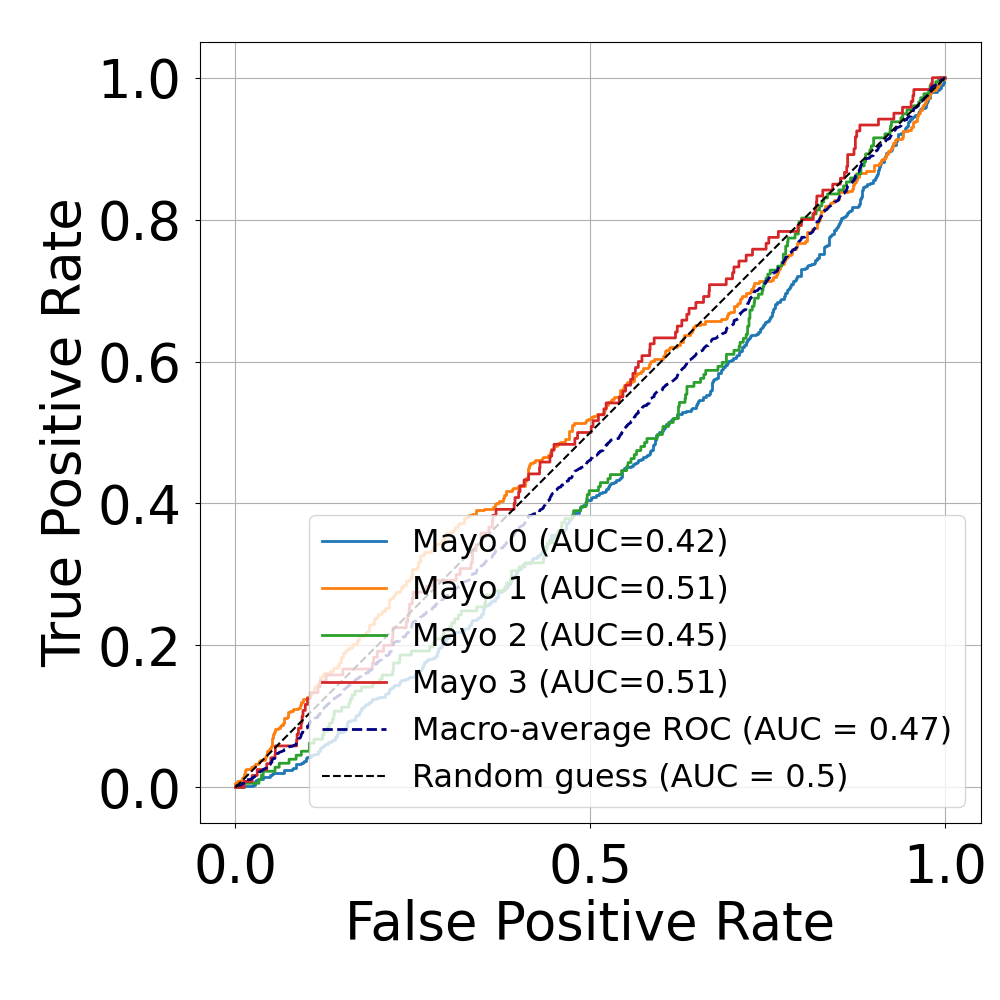 True Positive Rate
1.0
0.8
0.6
0.4
0.2
0.0
Mayo 0 (AUC=0.42)
Mayo 1 (AUC=0.51)
Mayo 2 (AUC=0.45)
Mayo 3 (AUC=0.51)
Macro-average ROC (AUC = 0.47)
Random guess (AUC = 0.5)
0.0 0.5 1.0
False Positive Rate